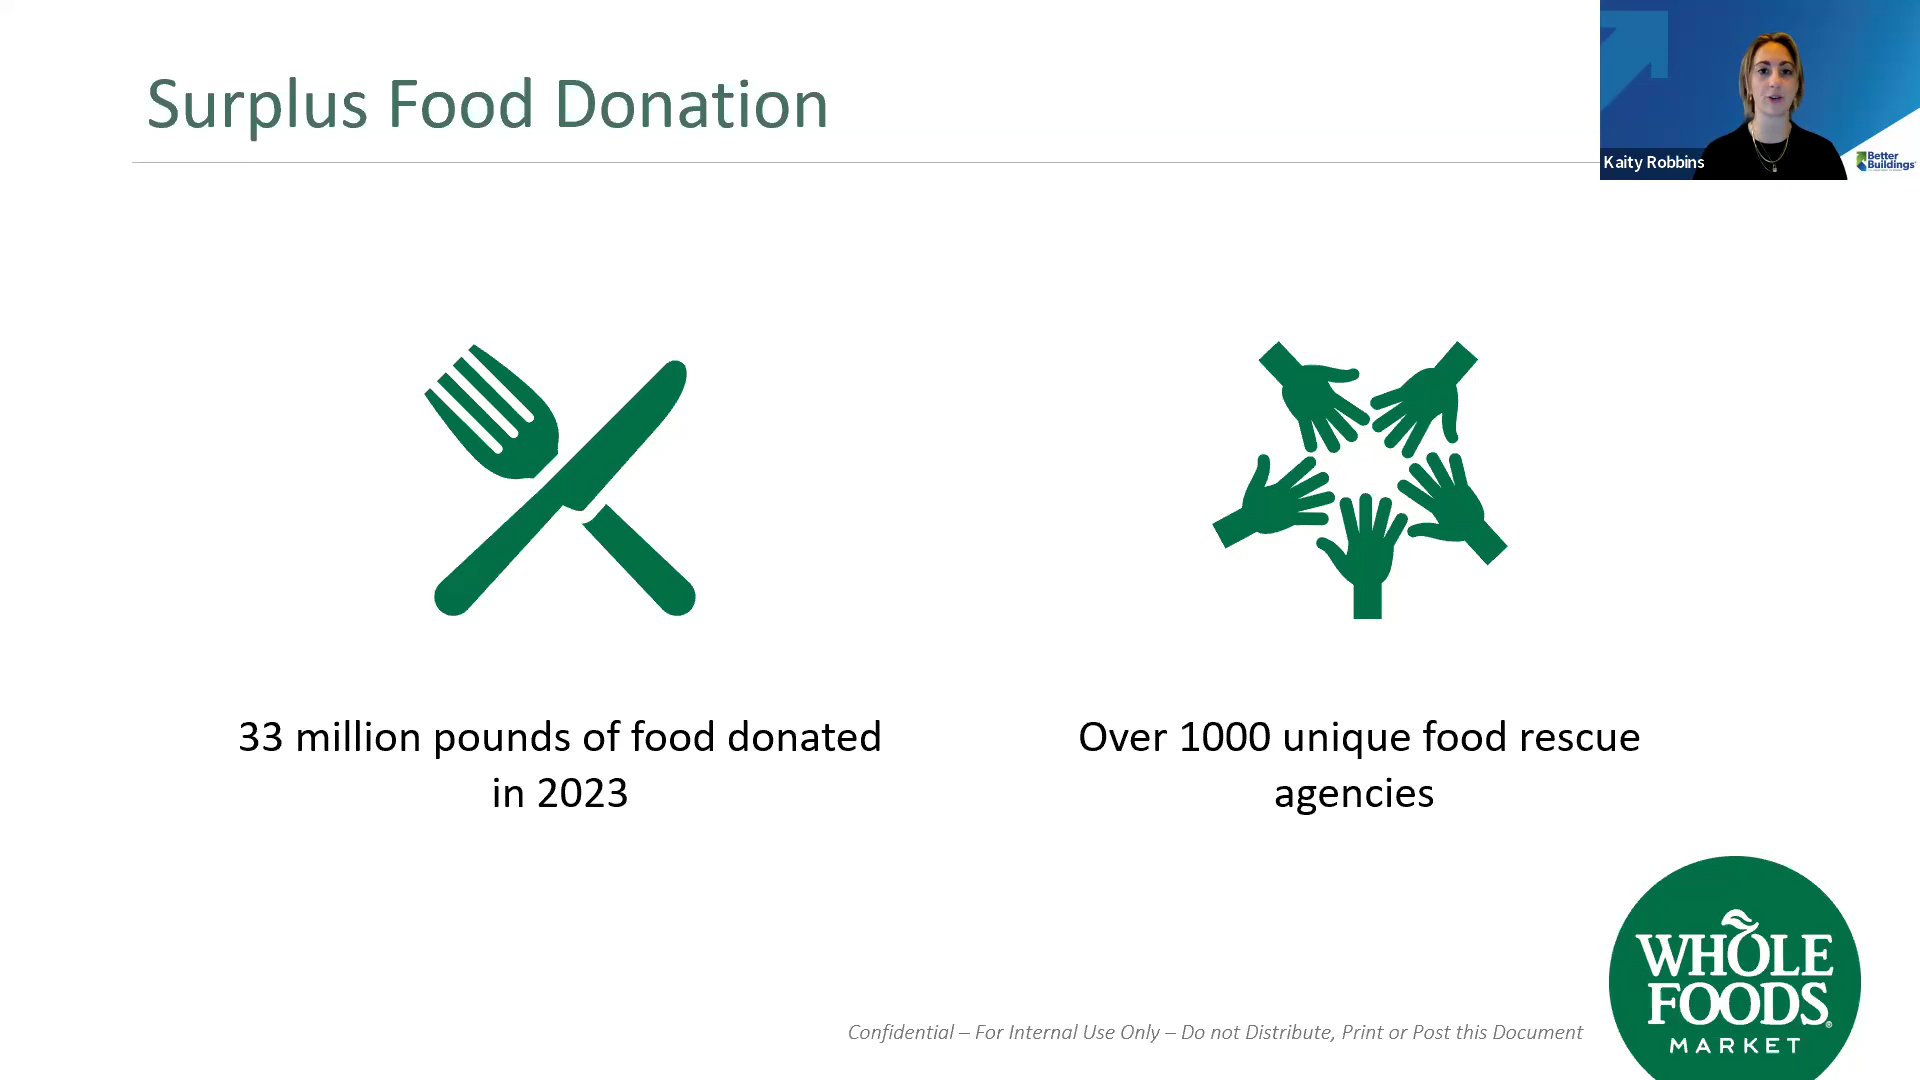 Surplus Food Donation
Kaity Robbins
Better
Buildings
33 million pounds of food donated
in 2023
Over 1000 unique food rescue
agencies
WHOLE
FOODS
MARKET
Confidential – For Internal Use Only – Do not Distribute, Print or Post this Document